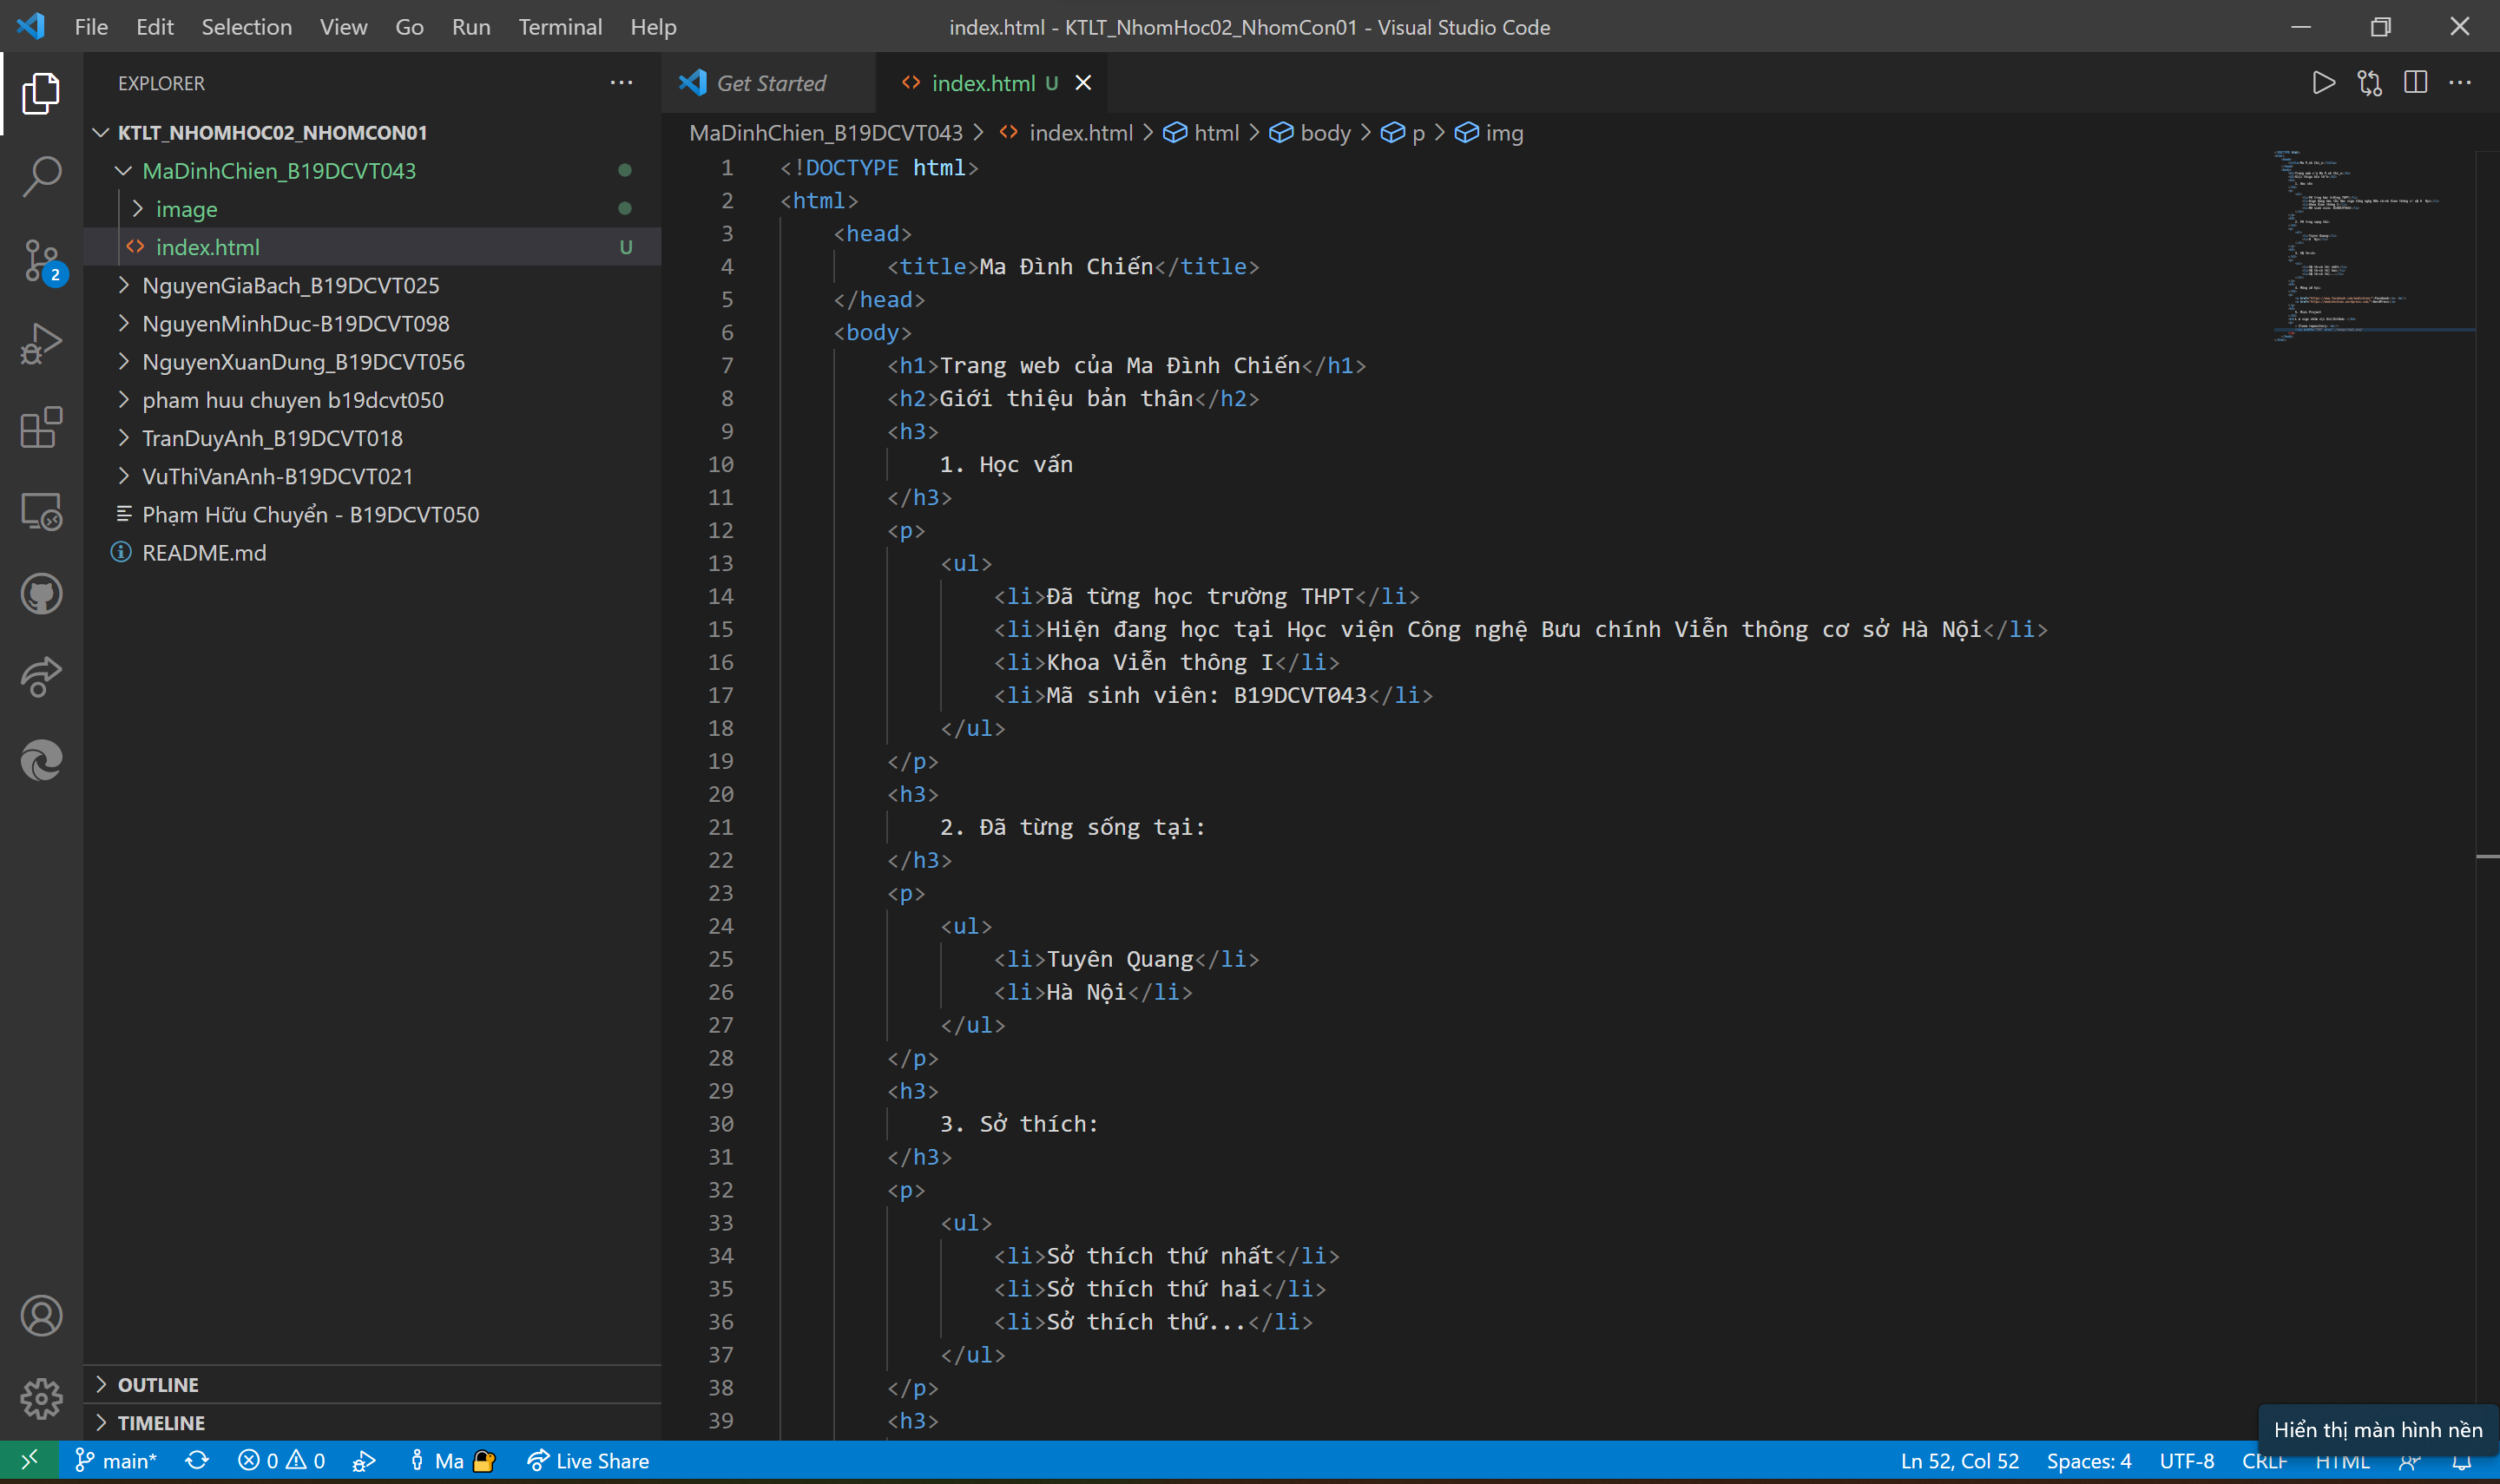 File Edit Selection View Go Run Terminal Help
index.html - KTLT_NhomHoc02_NhomCon01 - Visual Studio Code
EXPLORER
KTLT_NHOMHOC02_NHOMCON01
MaDinhChien_B19DCVT043
image
index.html U
NguyenGiaBach_B19DCVT025
NguyenMinhDuc-B19DCVT098
NguyenXuanDung_B19DCVT056
pham huu chuyen b19dcvt050
TranDuyAnh_B19DCVT018
VuThiVanAnh-B19DCVT021
Phạm Hữu Chuyển - B19DCVT050
README.md
2
OUTLINE
TIMELINE
Get Started index.html U
MaDinhChien_B19DCVT043 > index.html > html > body > p > img
1 <!DOCTYPE html>
2 <html>
3 <head>
4 <title>Ma Đình Chiến</title>
5 </head>
6 <body>
7 <h1>Trang web của Ma Đình Chiến</h1>
8 <h2>Giới thiệu bản thân</h2>
9 <h3>
10 1. Học vấn
11 </h3>
12 <p>
13 <ul>
14 <li>Đã từng học trường THPT</li>
15 <li>Hiện đang học tại Học viện Công nghệ Bưu chính Viễn thông cơ sở Hà Nội</li>
16 <li>Khoa Viễn thông I</li>
17 <li>Mã sinh viên: B19DCVT043</li>
18 </ul>
19 </p>
20 <h3>
21 2. Đã từng sống tại:
22 </h3>
23 <p>
24 <ul>
25 <li>Tuyên Quang</li>
26 <li>Hà Nội</li>
27 </ul>
28 </p>
29 <h3>
30 3. Sở thích:
31 </h3>
32 <p>
33 <ul>
34 <li>Sở thích thứ nhất</li>
35 <li>Sở thích thứ hai</li>
36 <li>Sở thích thứ...</li>
37 </ul>
38 </p>
39 <h3>
Hiển thị màn hình nền
main* 0 0 Ma Live Share Ln 52, Col 52 Spaces: 4 UTF-8 CRLF HTML